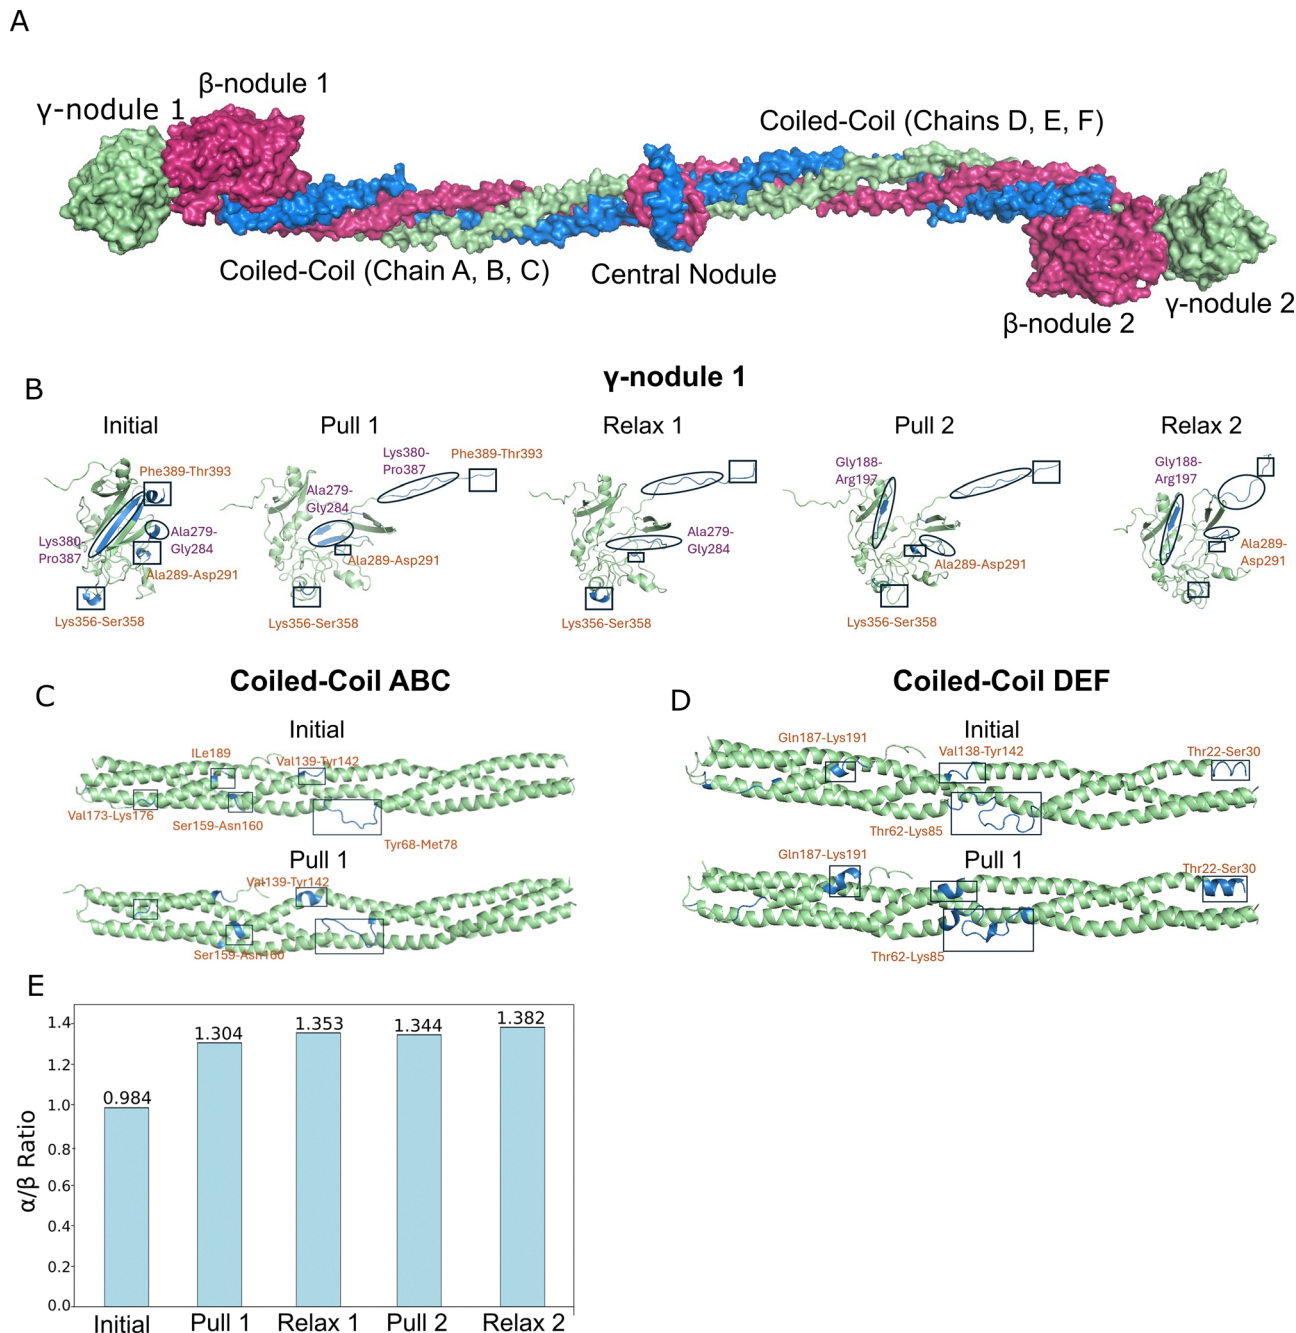 A
β-nodule 1
γ-nodule 1
Coiled-Coil (Chains D, E, F)
Coiled-Coil (Chain A, B, C)
Central Nodule
γ-nodule 2
β-nodule 2
B
γ-nodule 1
Initial
Pull 1
Relax 1
Pull 2
Relax 2
Phe389-Thr393
Lys380-
Pro387
Ala279-
Gly284
Ala289-Asp291
Lys356-Ser358
Lys380-
Pro387
Phe389-Thr393
Ala279-
Gly284
Ala289-Asp291
Lys356-Ser358
Ala279-
Gly284
Lys356-Ser358
Gly188-
Arg197
Ala289-Asp291
Lys356-Ser358
Gly188-
Arg197
Ala289-
Asp291
C
Coiled-Coil ABC
Initial
ILe189
Val139-Tyr142
Val173-Lys176
Ser159-Asn160
Tyr68-Met78
Pull 1
Val139-Tyr142
Ser159-Asn160
D
Coiled-Coil DEF
Initial
Gln187-Lys191
Val138-Tyr142
Thr22-Ser30
Thr62-Lys85
Pull 1
Gln187-Lys191
Thr22-Ser30
Thr62-Lys85
E
α/β Ratio
1.4
1.2
1.0
0.8
1.6
0.4
0.2
0.0
0.984
1.304
1.353
1.344
1.382
Initial
Pull 1
Relax 1
Pull 2
Relax 2